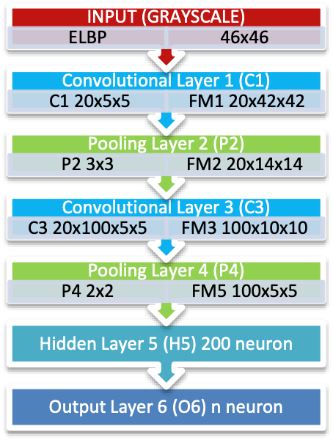 INPUT (GRAYSCALE)
ELBP 46x46
Convolutional Layer 1 (C1)
C1 20x5x5 FM1 20x42x42
Pooling Layer 2 (P2)
P2 3x3 FM2 20x14x14
Convolutional Layer 3 (C3)
C3 20x100x5x5 FM3 100x10x10
Pooling Layer 4 (P4)
P4 2x2 FM5 100x5x5
Hidden Layer 5 (H5) 200 neuron
Output Layer 6 (O6) n neuron